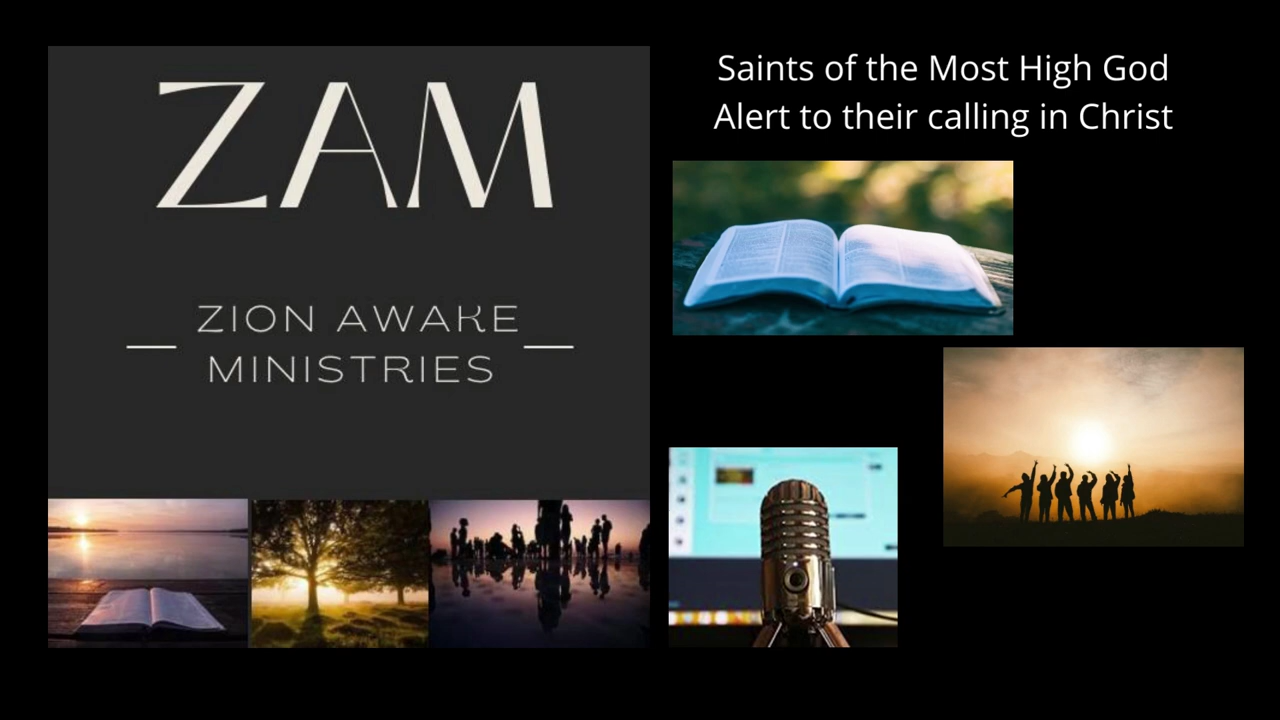 ZAM
ZION AWAKE
MINISTRIES
Saints of the Most High God
Alert to their calling in Christ